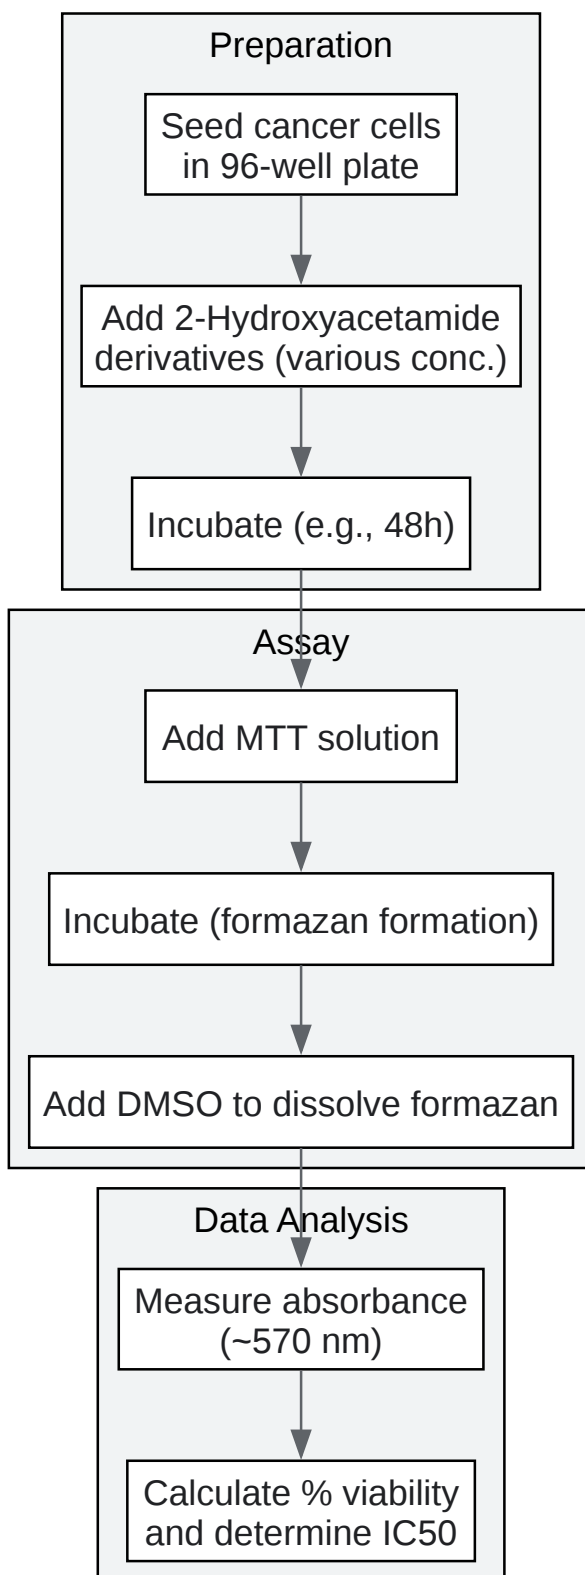 Preparation
Seed cancer cells
in 96-well plate
Add 2-Hydroxyacetamide
derivatives (various conc.)
Incubate (e.g., 48h)
Assay
Add MTT solution
Incubate (formazan formation)
Add DMSO to dissolve formazan
Data Analysis
Measure absorbance
(~570 nm)
Calculate % viability
and determine IC50